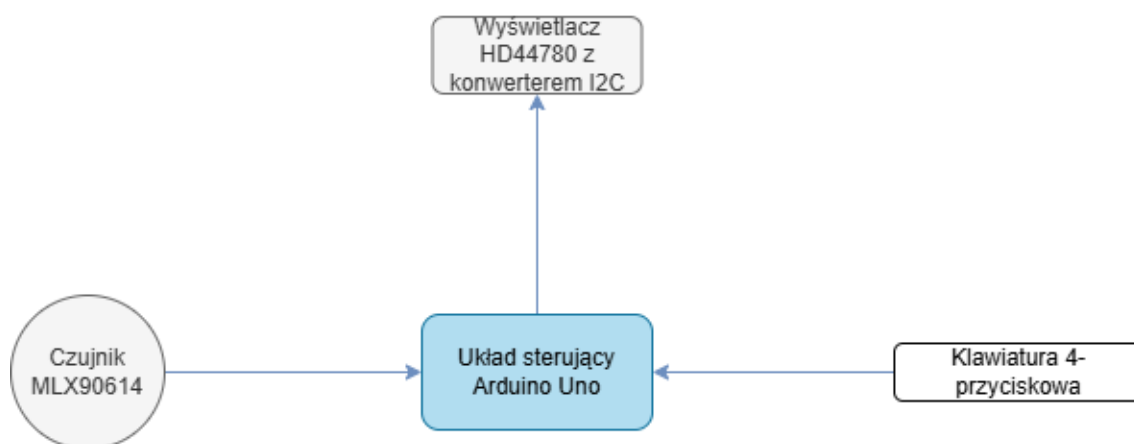 Wyświetlacz
HD44780 z
konwerterem I2C
Czujnik
MLX90614
Układ sterujący
Arduino Uno
Klawiatura 4-
przyciskowa